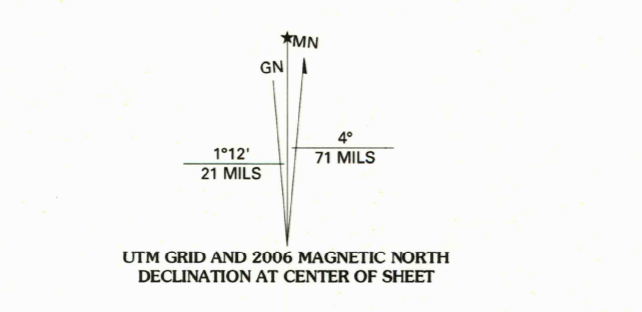 ★MN
GN
4°
71 MILS
1°12'
21 MILS
UTM GRID AND 2006 MAGNETIC NORTH
DECLINATION AT CENTER OF SHEET